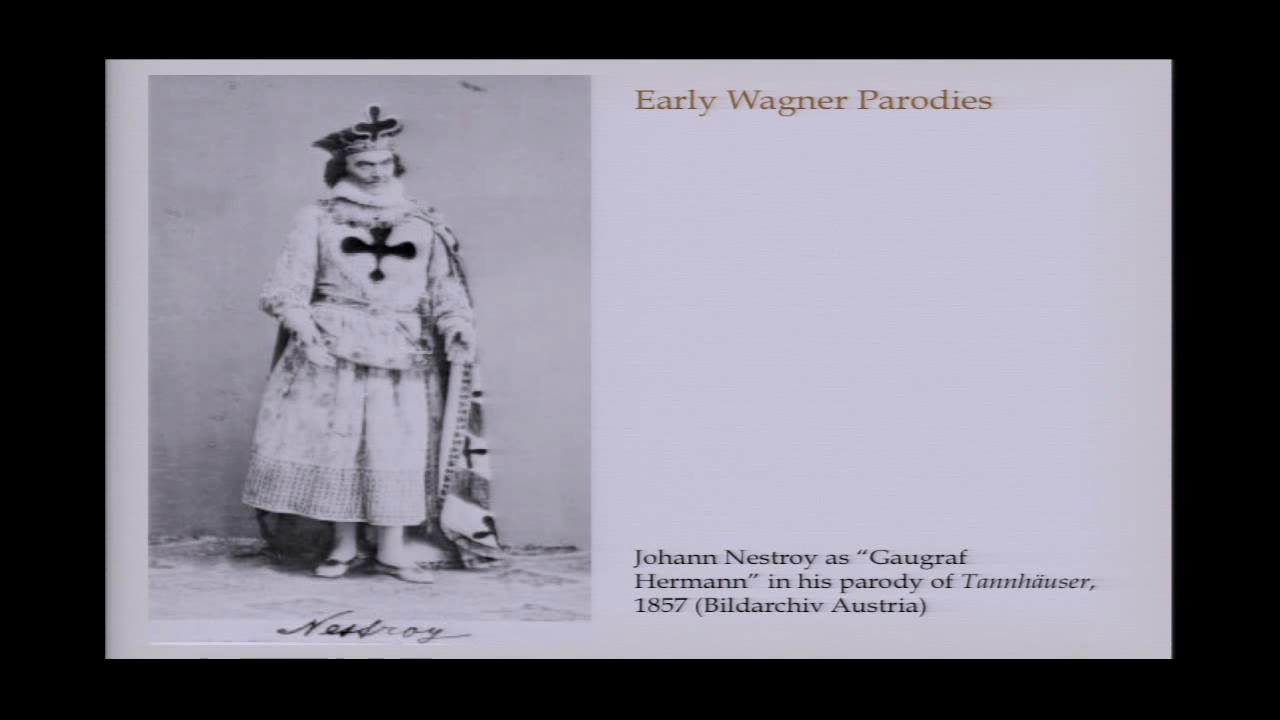 Early Wagner Parodies
Johann Nestroy as “Gaugraf
Hermann” in his parody of Tannhäuser,
1857 (Bildarchiv Austria)
Nestroy